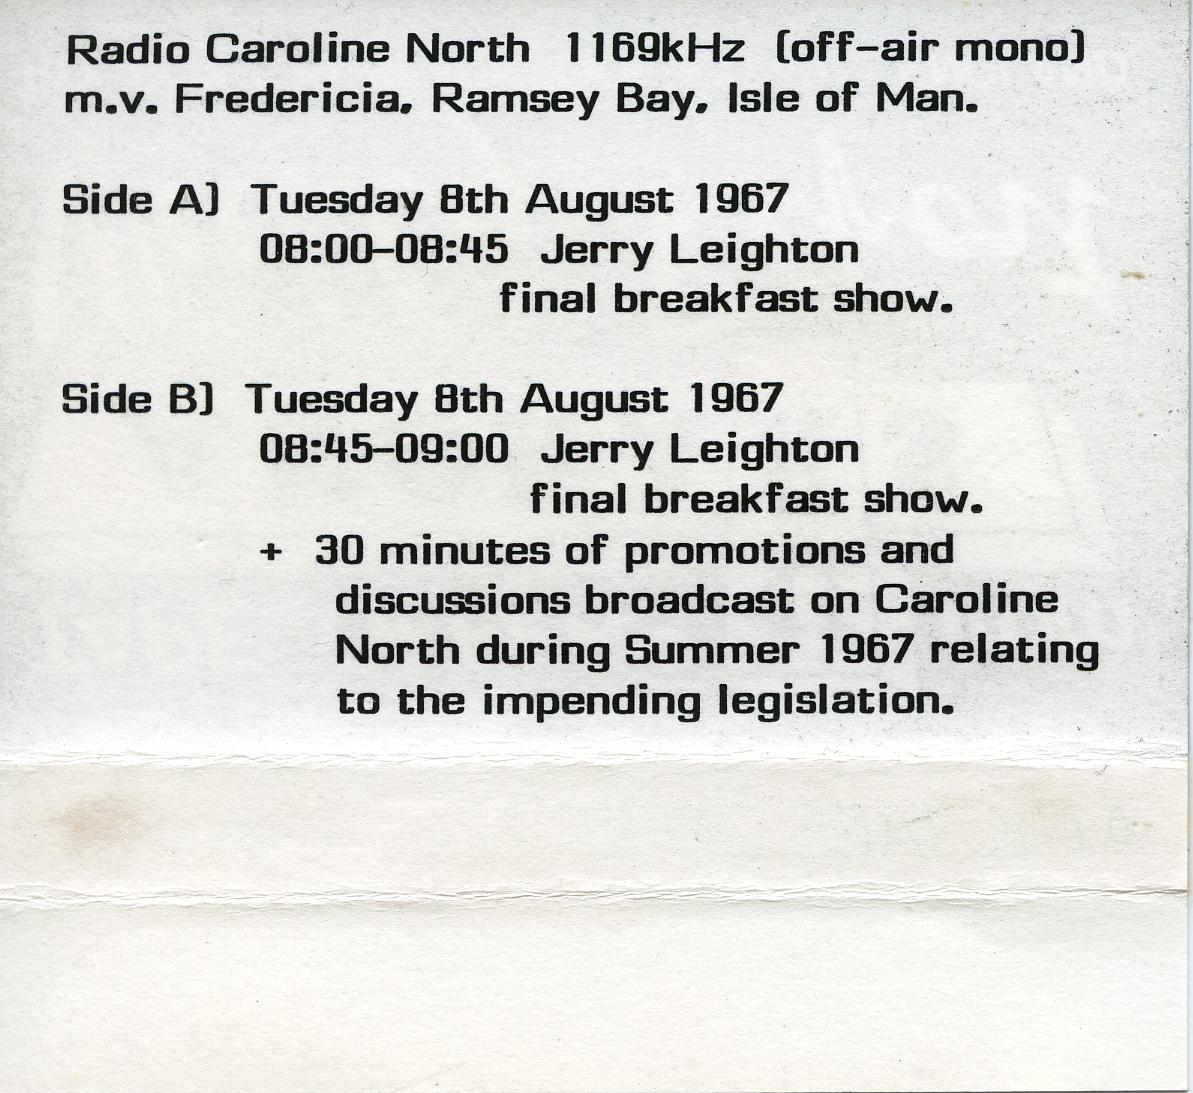 Radio Caroline North 1169kHz (off-air mono)
m.v. Fredericia, Ramsey Bay, Isle of Man.
Side A) Tuesday 8th August 1967
08:00-08:45 Jerry Leighton
final breakfast show.
Side B) Tuesday 8th August 1967
08:45-09:00 Jerry Leighton
final breakfast show.
+ 30 minutes of promotions and
discussions broadcast on Caroline
North during Summer 1967 relating
to the impending legislation.